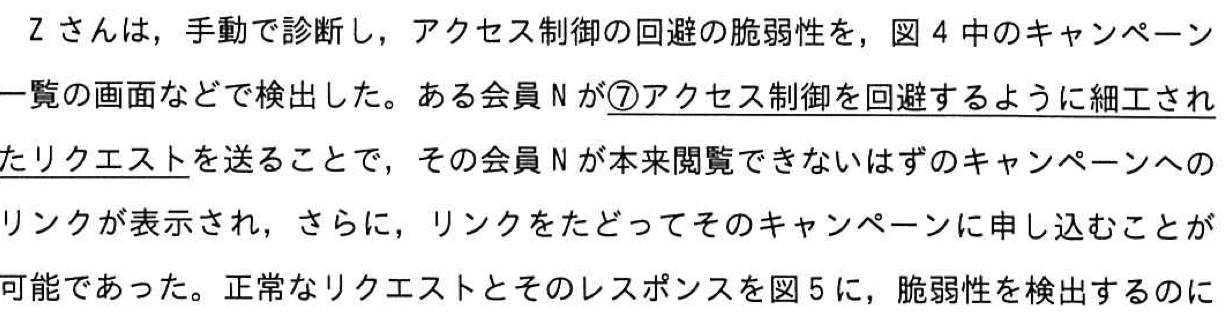 Z さんは，手動で診断し，アクセス制御の回避の脆弱性を，図 4 中のキャンペーン
一覧の画面などで検出した。ある会員 N が⑦アクセス制御を回避するように細工され
たリクエストを送ることで，その会員 N が本来閲覧できないはずのキャンペーンへの
リンクが表示され，さらに，リンクをたどってそのキャンペーンに申し込むことが
可能であった。正常なリクエストとそのレスポンスを図 5 に，脆弱性を検出するのに